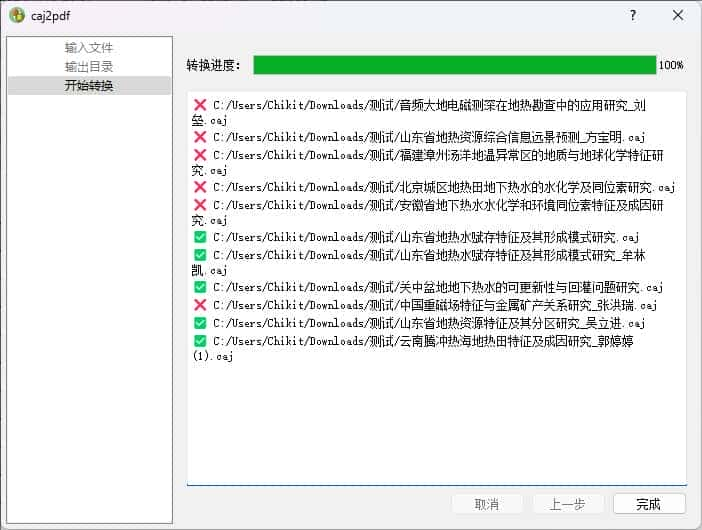 caj2pdf
输入文件
输出目录
开始转换
转换进度：
100%
C:/Users/Chikit/Downloads/测试/音频大地电磁测深在地热勘查中的应用研究_刘
垒.caj
C:/Users/Chikit/Downloads/测试/山东省地热资源综合信息远景预测_方宝明.caj
C:/Users/Chikit/Downloads/测试/福建漳州汤洋地温异常区的地质与地球化学特征研
究.caj
C:/Users/Chikit/Downloads/测试/北京城区地热田地下热水的水化学及同位素研究.caj
C:/Users/Chikit/Downloads/测试/安徽省地下热水水化学和环境同位素特征及成因研
究.caj
C:/Users/Chikit/Downloads/测试/山东省地热水赋存特征及其形成模式研究.caj
C:/Users/Chikit/Downloads/测试/山东省地热水赋存特征及其形成模式研究_牟林
凯.caj
C:/Users/Chikit/Downloads/测试/关中盆地地下热水的可更新性与回灌问题研究.caj
C:/Users/Chikit/Downloads/测试/中国重磁场特征与金属矿产关系研究_张洪瑞.caj
C:/Users/Chikit/Downloads/测试/山东省地热资源特征及其分区研究_吴立进.caj
C:/Users/Chikit/Downloads/测试/云南腾冲热海地热田特征及成因研究_郭婷婷
(1).caj
取消
上一步
完成